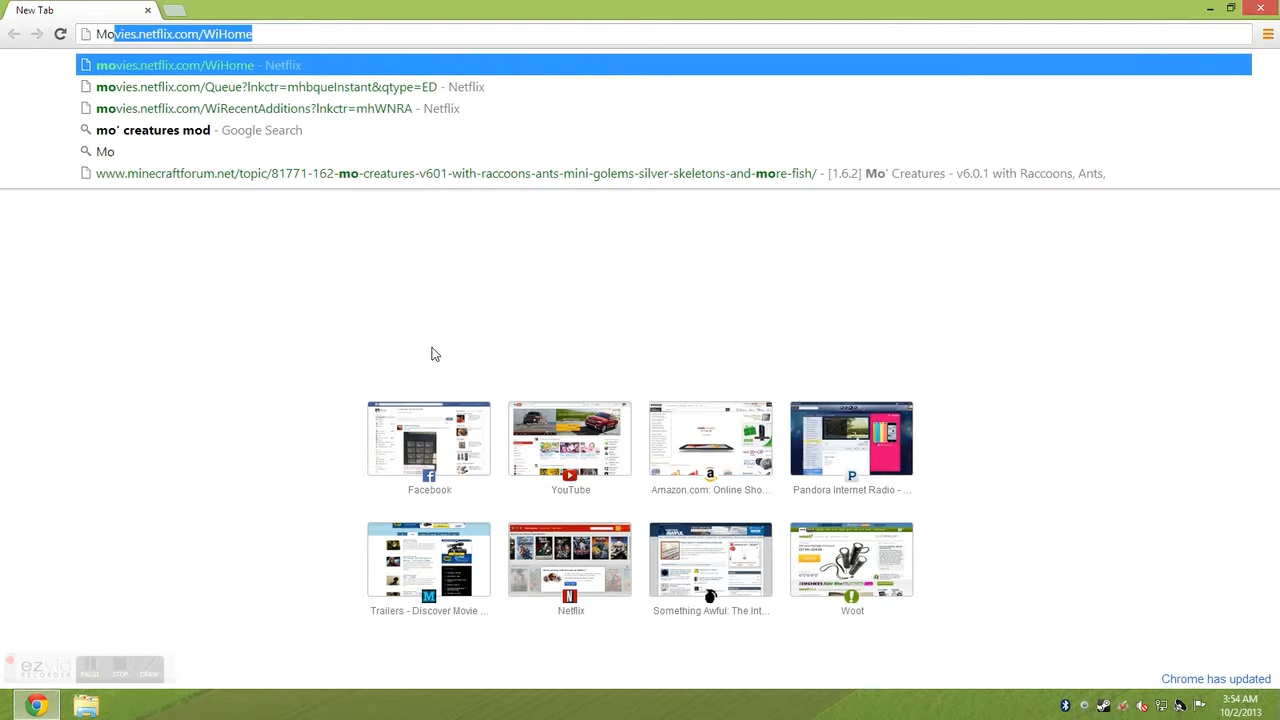 New Tab
Movies.netflix.com/WiHome
movies.netflix.com/WiHome - Netflix
movies.netflix.com/Queue?lnkctr=mhbqueInstant&qtype=ED - Netflix
movies.netflix.com/WiRecentAdditions?lnkctr=mhWNRA - Netflix
mo' creatures mod - Google Search
Mo
www.minecraftforum.net/topic/81771-162-mo-creatures-v601-with-raccoons-ants-mini-golems-silver-skeletons-and-more-fish/ - [1.6.2] Mo' Creatures - v6.0.1 with Raccoons, Ants,
Facebook
YouTube
Amazon.com: Online Sho...
Pandora Internet Radio - ...
Trailers - Discover Movie ...
Netflix
Something Awful: The Int...
Woot
ezvid
RECORDER
PAUSE
STOP
DRAW
Chrome has updated
3:54 AM
10/2/2013